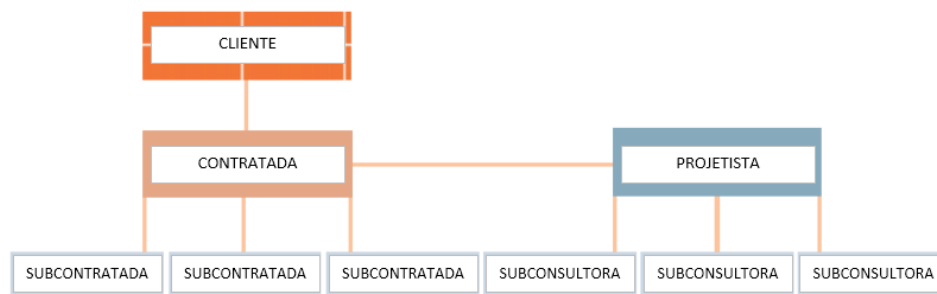 CLIENTE
CONTRATADA
PROJETISTA
SUBCONTRATADA
SUBCONTRATADA
SUBCONTRATADA
SUBCONSULTORA
SUBCONSULTORA
SUBCONSULTORA